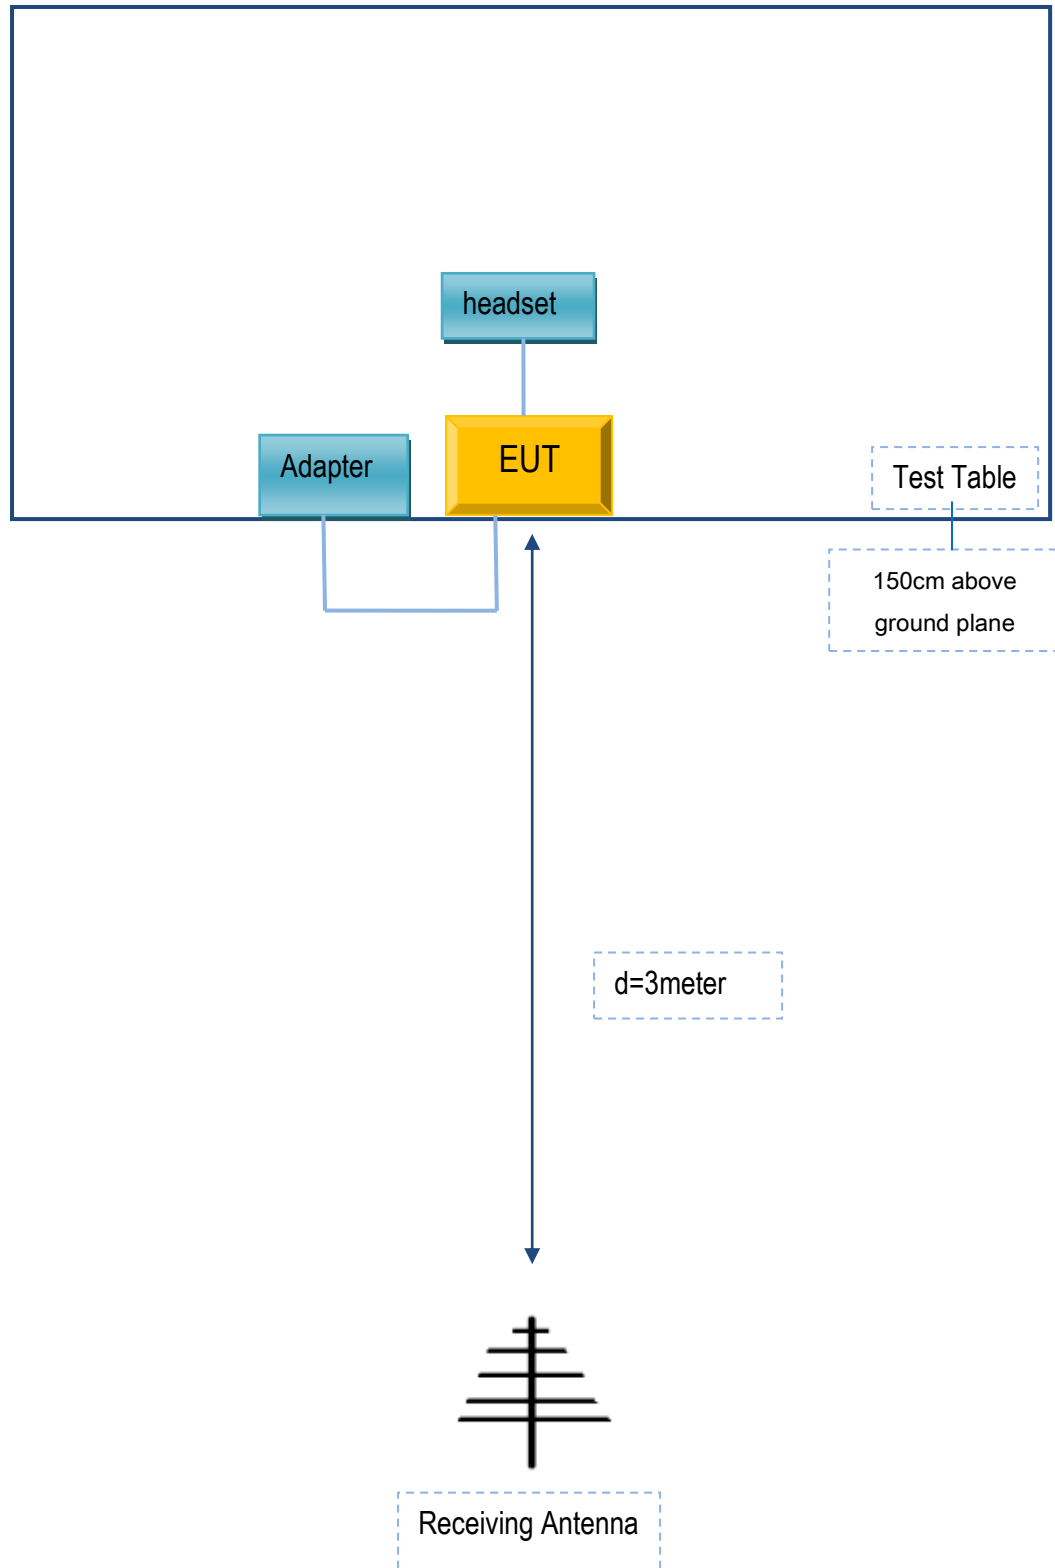 headset
Adapter
EUT
Test Table
150cm above
ground plane
d=3meter
Receiving Antenna